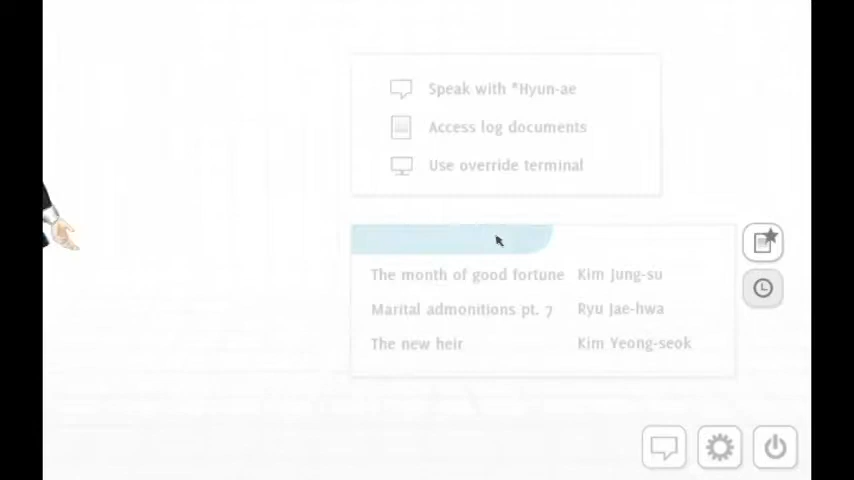 Speak with *Hyun-ae
Access log documents
Use override terminal
The month of good fortune Kim Jung-su
Marital admonitions pt. 7 Ryu Jae-hwa
The new heir Kim Yeong-seok